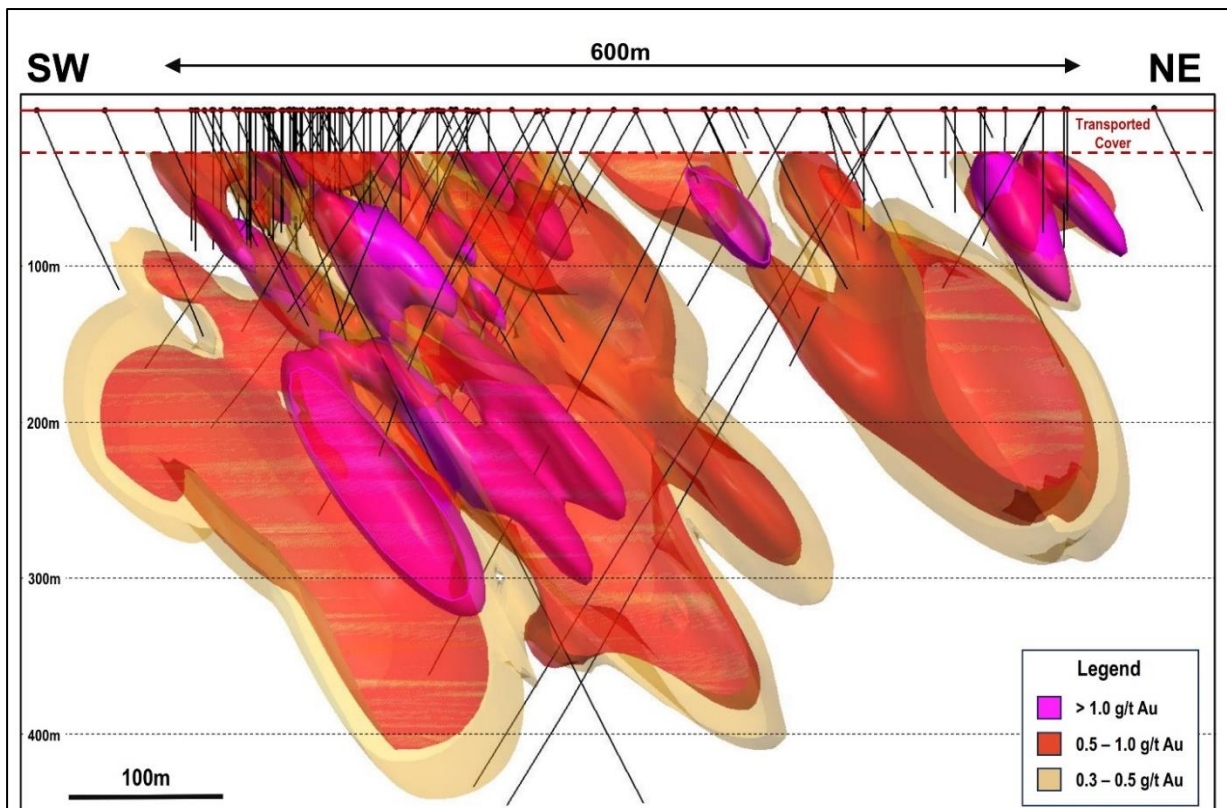 600m
SW
NE
Transported
Cover
100m
200m
300m
400m
Legend
> 1.0 g/t Au
0.5 – 1.0 g/t Au
0.3 – 0.5 g/t Au
100m